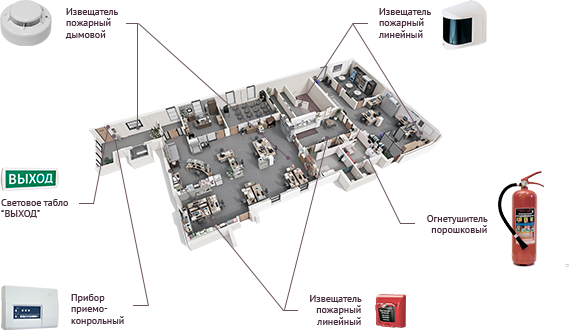 Извещатель
пожарный
дымовой
Извещатель
пожарный
линейный
ВЫХОД
Световое табло
"ВЫХОД"
Огнетушитель
порошковый
Прибор
приемо-
конрольный
Извещатель
пожарный
линейный